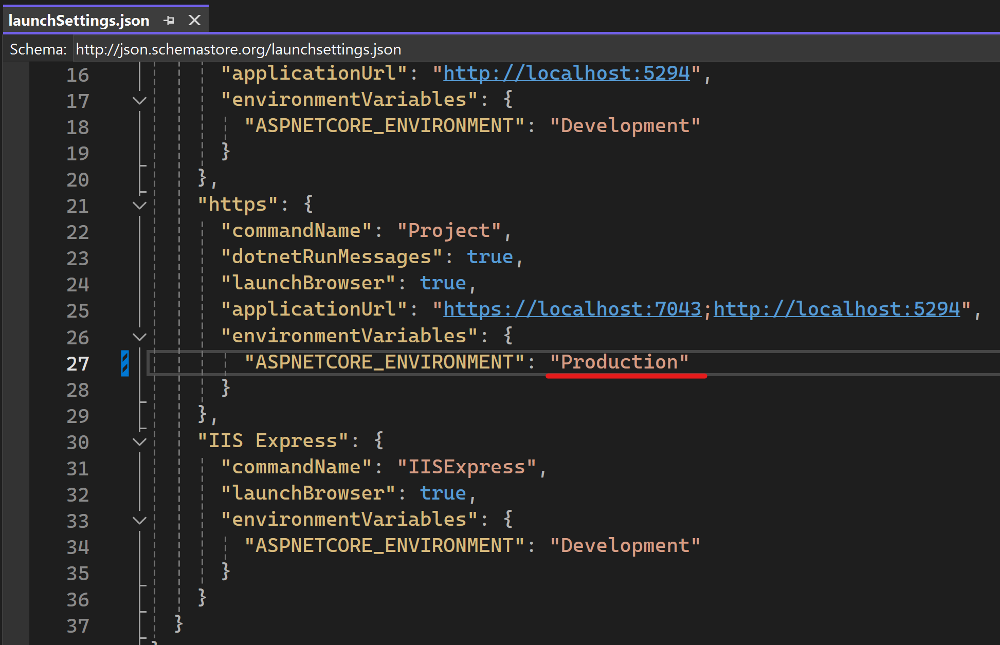 launchSettings.json
Schema: http://json.schemastore.org/launchsettings.json
16 "applicationUrl": "http://localhost:5294",
17 "environmentVariables": {
18 "ASPNETCORE_ENVIRONMENT": "Development"
19 }
20 },
21 "https": {
22 "commandName": "Project",
23 "dotnetRunMessages": true,
24 "launchBrowser": true,
25 "applicationUrl": "https://localhost:7043;http://localhost:5294",
26 "environmentVariables": {
27 "ASPNETCORE_ENVIRONMENT": "Production"
28 }
29 },
30 "IIS Express": {
31 "commandName": "IISExpress",
32 "launchBrowser": true,
33 "environmentVariables": {
34 "ASPNETCORE_ENVIRONMENT": "Development"
35 }
36 }
37 }